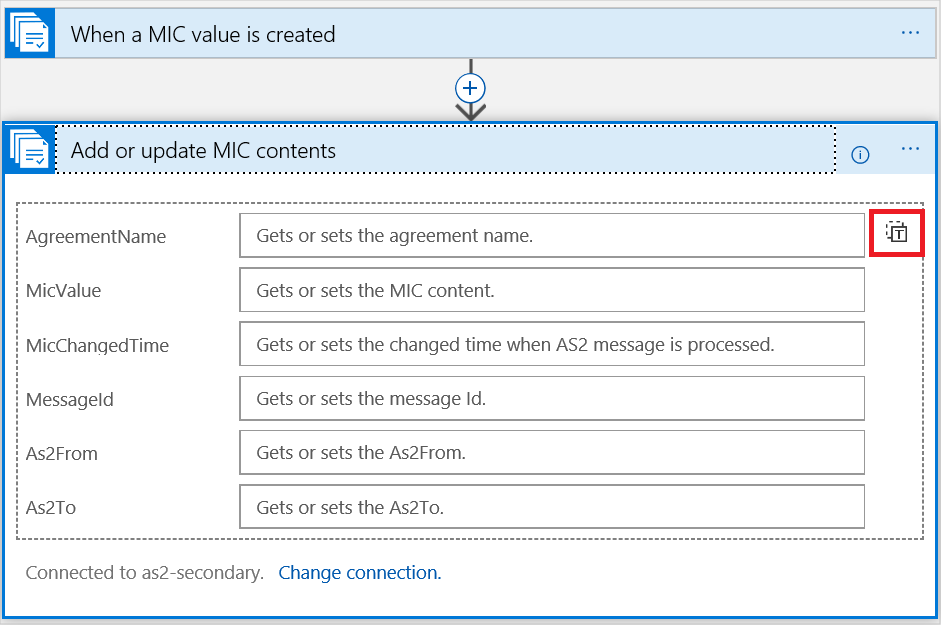 When a MIC value is created
Add or update MIC contents
AgreementName Gets or sets the agreement name.
MicValue Gets or sets the MIC content.
MicChangedTime Gets or sets the changed time when AS2 message is processed.
MessageId Gets or sets the message Id.
As2From Gets or sets the As2From.
As2To Gets or sets the As2To.
Connected to as2-secondary. Change connection.